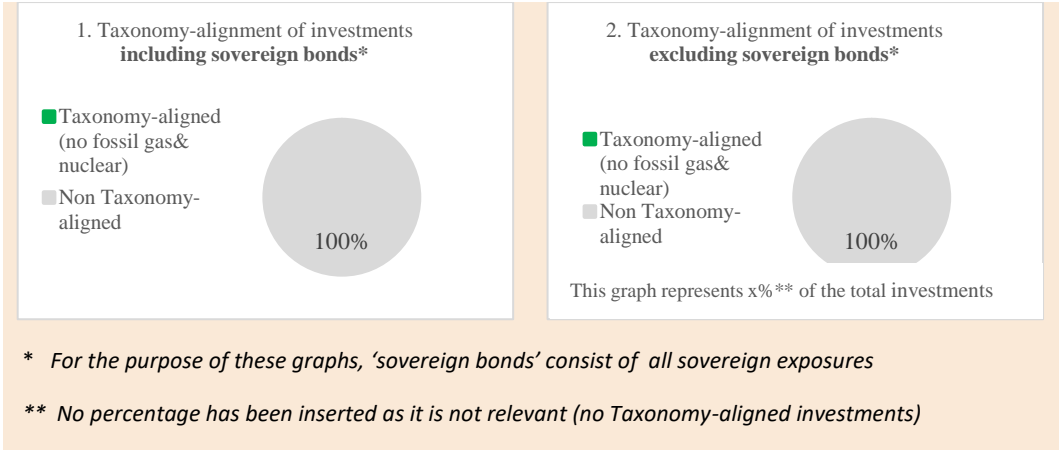 1. Taxonomy-alignment of investments
including sovereign bonds*
Taxonomy-aligned
(no fossil gas&
nuclear)
Non Taxonomy-
aligned
100%
2. Taxonomy-alignment of investments
excluding sovereign bonds*
Taxonomy-aligned
(no fossil gas&
nuclear)
Non Taxonomy-
aligned
100%
This graph represents x%** of the total investments
* For the purpose of these graphs, ‘sovereign bonds’ consist of all sovereign exposures
** No percentage has been inserted as it is not relevant (no Taxonomy-aligned investments)